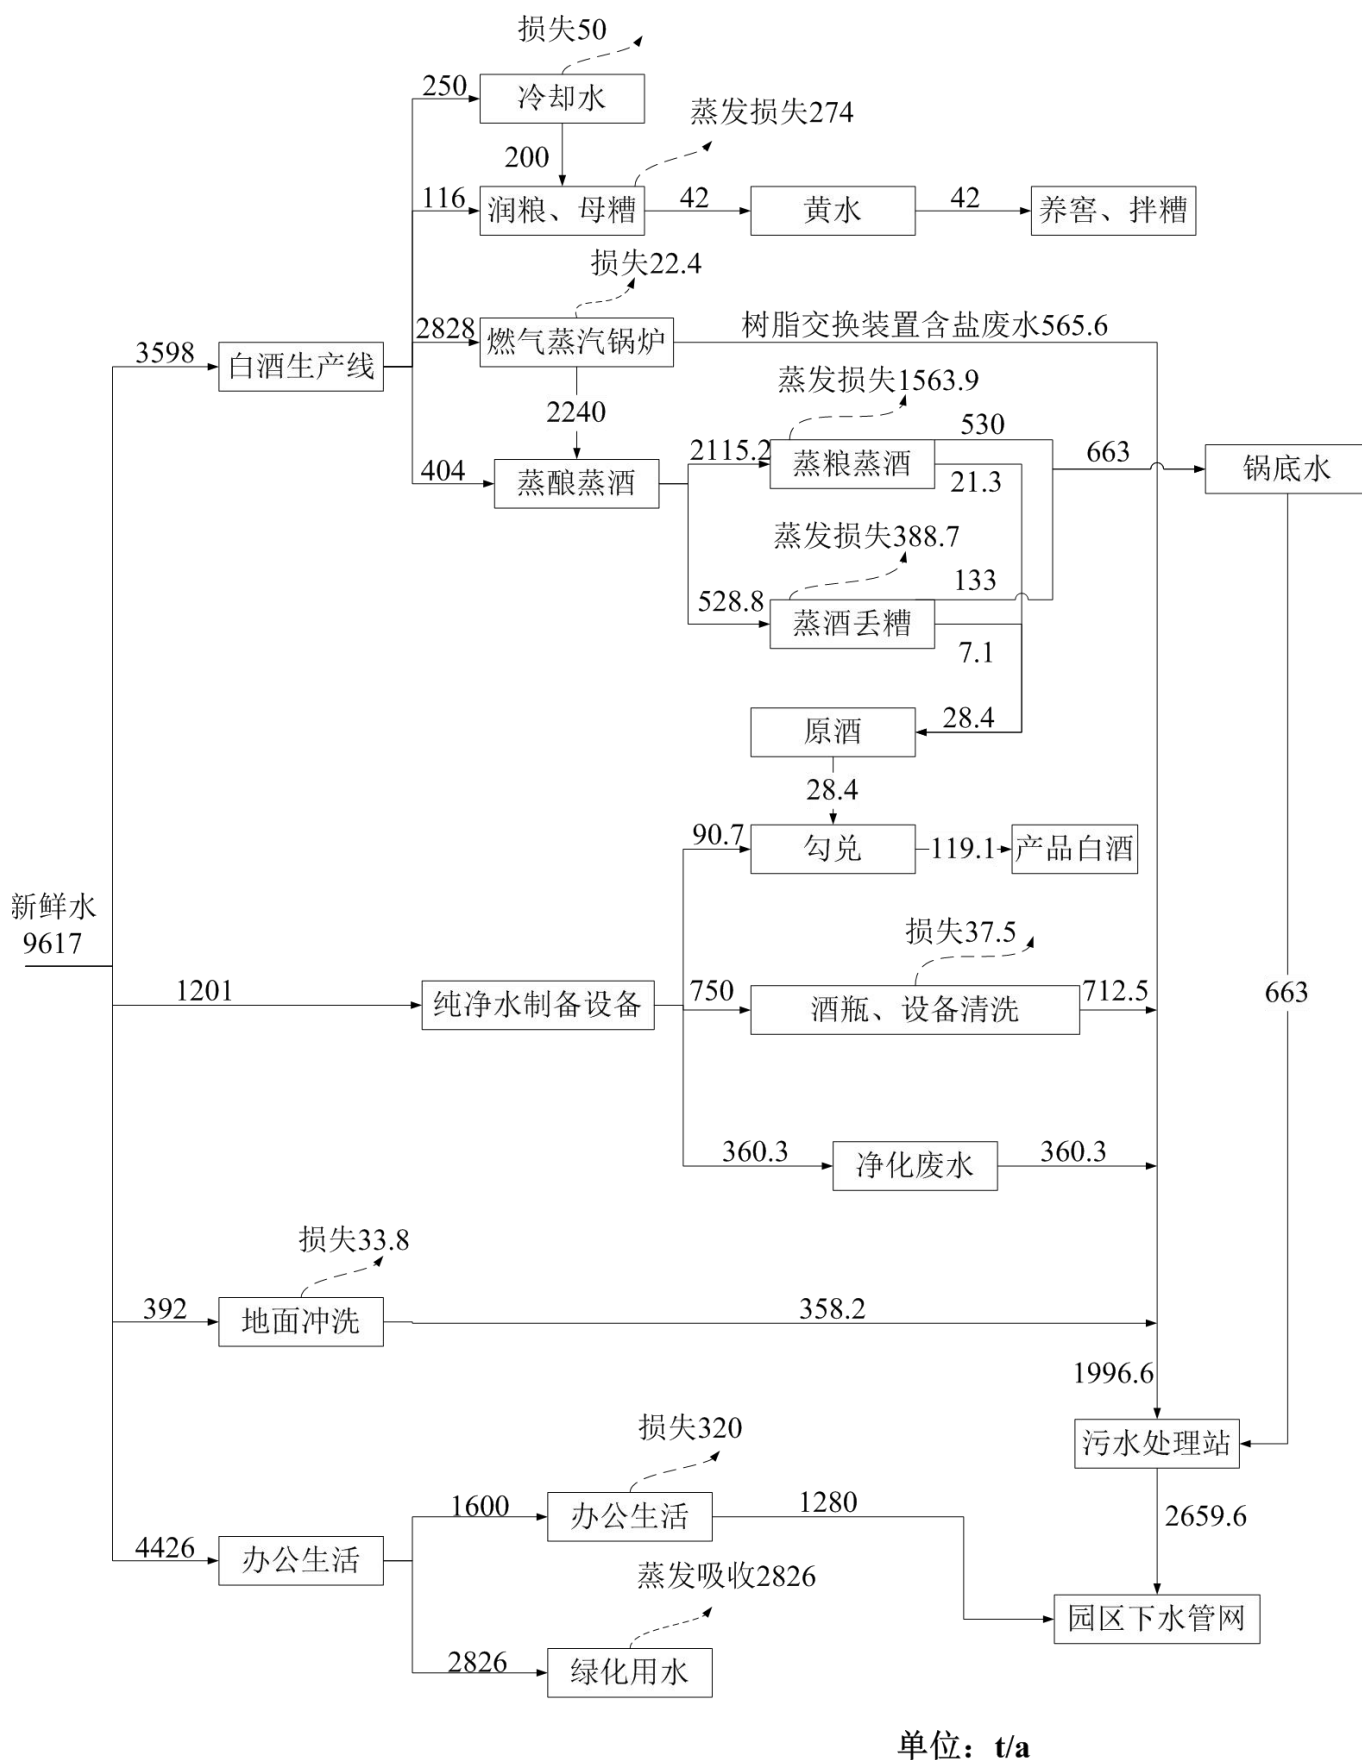 损失50
250
冷却水
蒸发损失274
200
116
润粮、母糟
42
黄水
42
养窖、拌糟
损失22.4
2828
燃气蒸汽锅炉
树脂交换装置含盐废水565.6
3598
白酒生产线
蒸发损失1563.9
2240
530
2115.2
蒸粮蒸酒
663
锅底水
404
蒸酿蒸酒
21.3
蒸发损失388.7
133
528.8
蒸酒丢糟
7.1
原酒
28.4
28.4
90.7
勾兑
119.1
产品白酒
新鲜水
9617
损失37.5
1201
纯净水制备设备
750
酒瓶、设备清洗
712.5
663
360.3
净化废水
360.3
损失33.8
392
地面冲洗
358.2
1996.6
损失320
污水处理站
1600
办公生活
1280
2659.6
4426
办公生活
蒸发吸收2826
园区下水管网
2826
绿化用水
单位：t/a